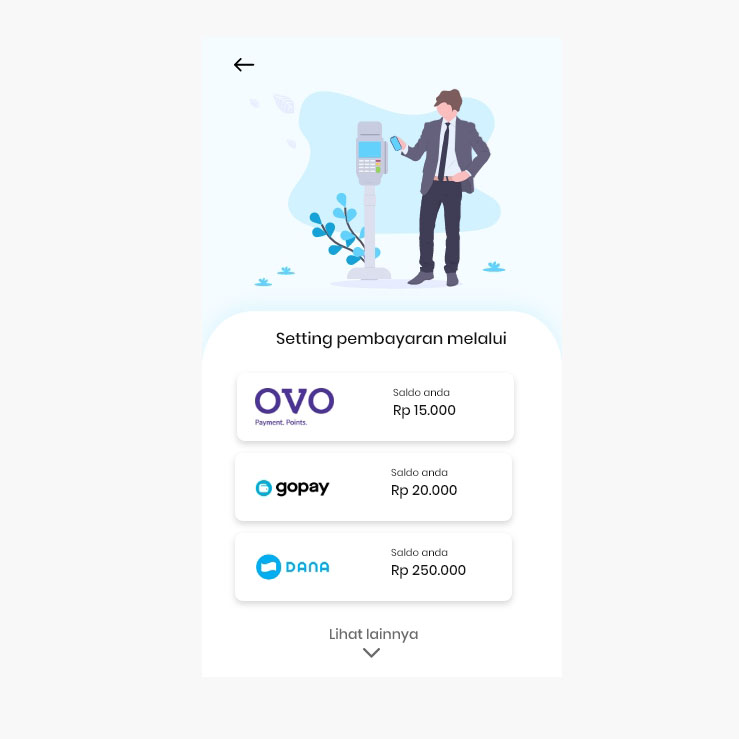 Setting pembayaran melalui
OVO
Payment. Points.
Saldo anda
Rp 15.000
gopay
Saldo anda
Rp 20.000
DANA
Saldo anda
Rp 250.000
Lihat lainnya